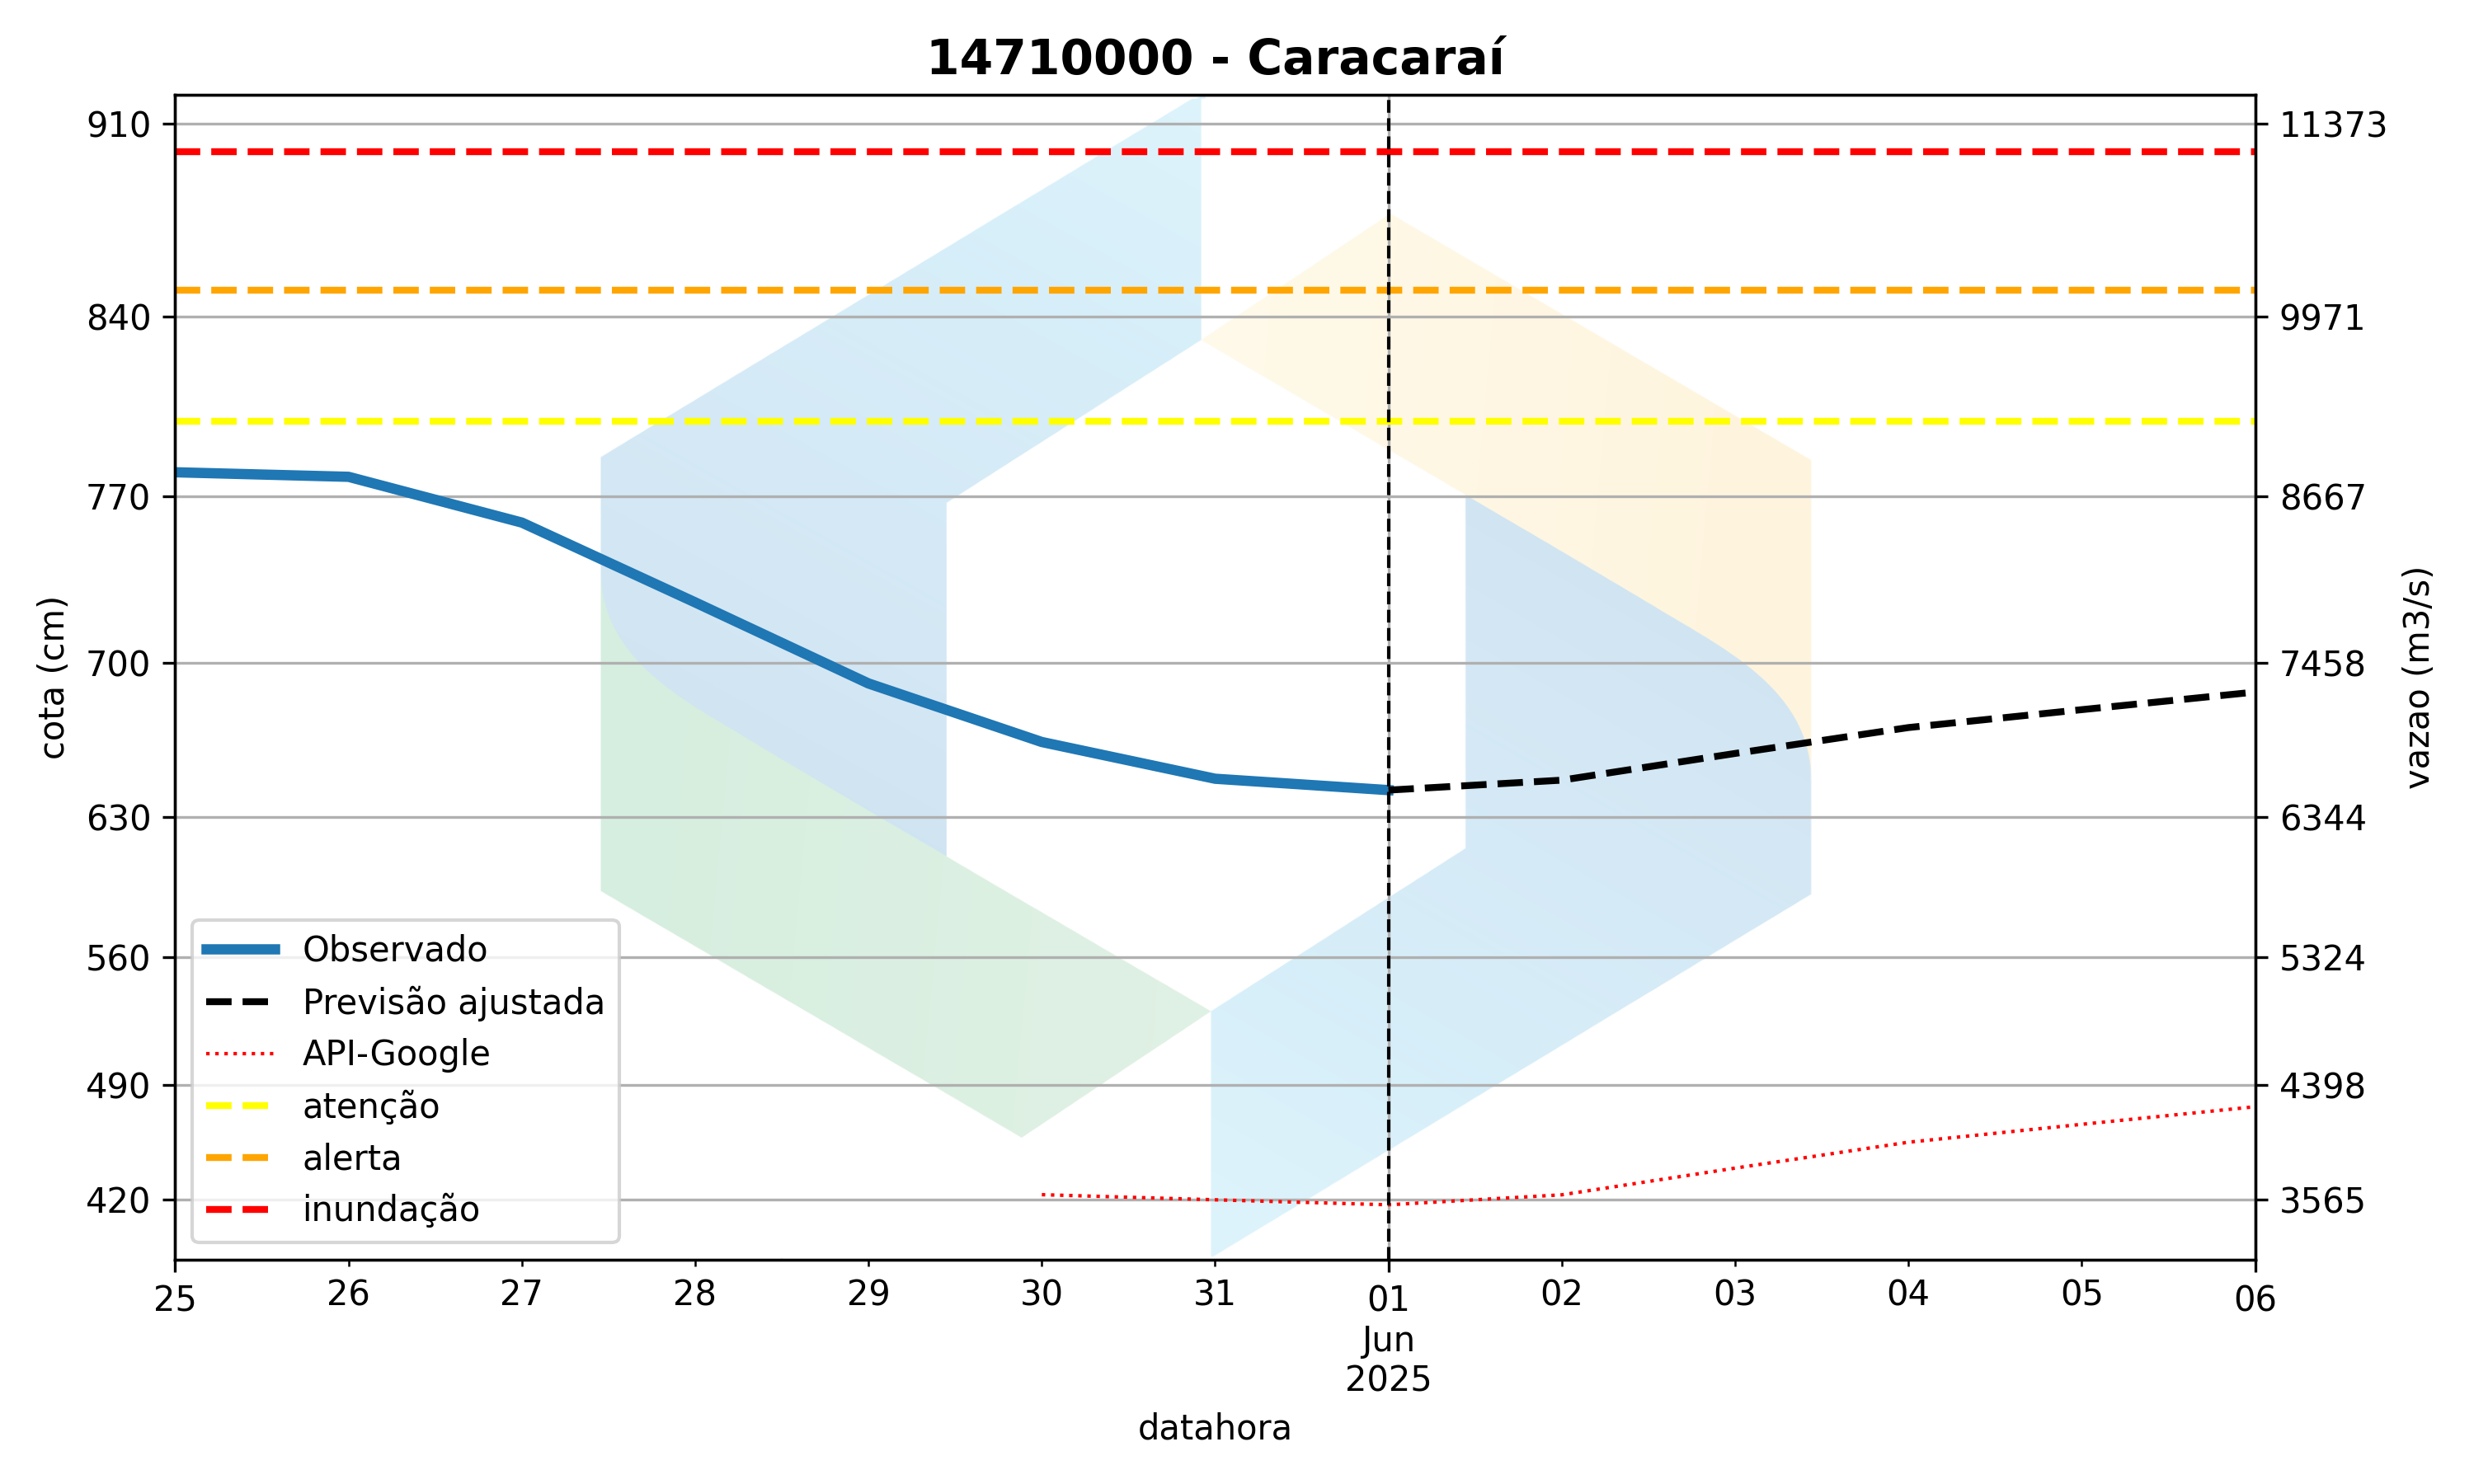 14710000 - Caracaraí
910
840
770
700
630
560
490
420
cota (cm)
11373
9971
8667
7458
6344
5324
4398
3565
vazao (m3/s)
Observado
Previsão ajustada
API-Google
atenção
alerta
inundação
25 26 27 28 29 30 31 01 02 03 04 05 06
Jun
2025
datahora